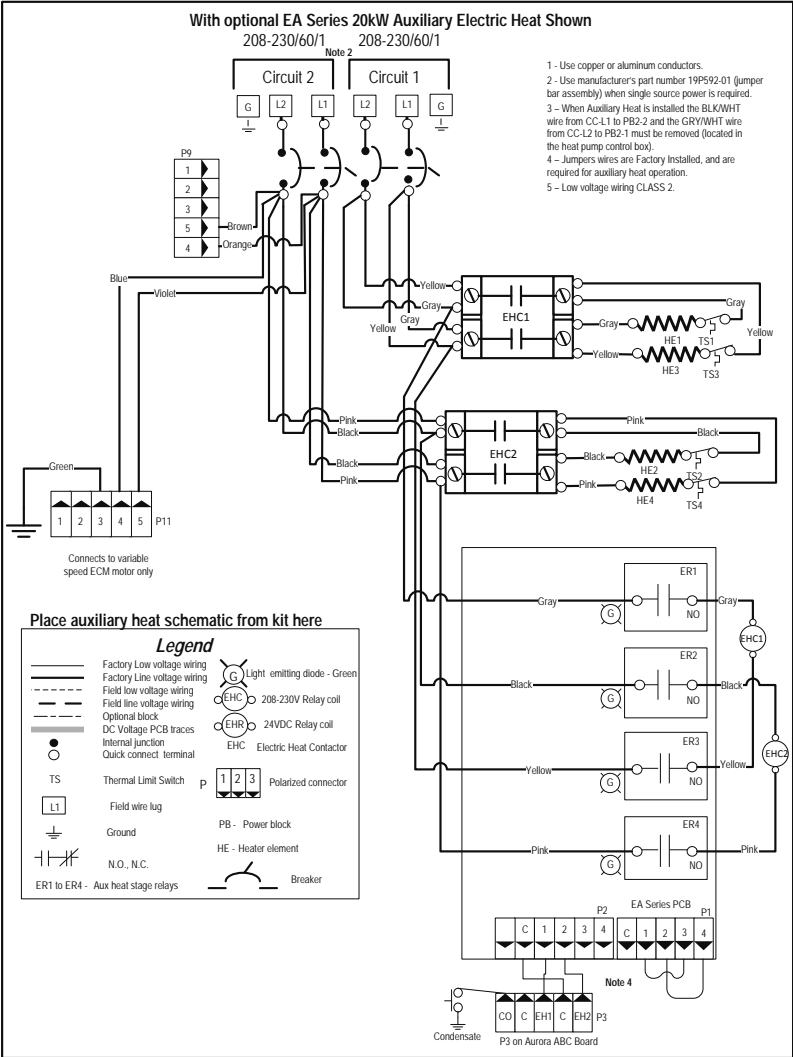 With optional EA Series 20kW Auxiliary Electric Heat Shown
208-230/60/1
Note 2
208-230/60/1
Circuit 2
Circuit 1
G
L2
L1
L2
L1
G
1 - Use copper or aluminum conductors.
2 - Use manufacturer's part number 19P592-01 (jumper
bar assembly) when single source power is required.
3 – When Auxiliary Heat is installed the BLK/WHT
wire from CC-L1 to PB2-2 and the GRY/WHT wire
from CC-L2 to PB2-1 must be removed (located in
the heat pump control box).
4 – Jumpers wires are Factory Installed, and are
required for auxiliary heat operation.
5 – Low voltage wiring CLASS 2.
P9
1
2
3
5
4
Brown
Orange
Blue
Violet
Yellow
Gray
Gray
Yellow
EHC1
Gray
Gray
HE1
TS1
Yellow
Yellow
HE3
TS3
Pink
Black
Black
Pink
EHC2
Pink
Black
Black
HE2
TS2
Pink
HE4
TS4
Green
1
2
3
4
5
P11
Connects to variable
speed ECM motor only
ER1
Gray
G
NO
Gray
EHC1
ER2
Black
G
NO
Black
EHC2
ER3
Yellow
G
NO
Yellow
ER4
Pink
G
NO
Pink
Place auxiliary heat schematic from kit here
Legend
Factory Low voltage wiring
Factory Line voltage wiring
Field low voltage wiring
Field line voltage wiring
Optional block
DC Voltage PCB traces
Internal junction
Quick connect terminal
TS
Thermal Limit Switch
L1
Field wire lug
Ground
N.O., N.C.
ER1 to ER4 - Aux heat stage relays
G
Light emitting diode - Green
EHC
208-230V Relay coil
EHR
24VDC Relay coil
EHC
Electric Heat Contactor
P
1
2
3
Polarized connector
PB - Power block
HE - Heater element
Breaker
EA Series PCB
P2
C
1
2
3
4
P1
C
1
2
3
4
Note 4
CO
C
EH1
C
EH2
P3
Condensate
P3 on Aurora ABC Board